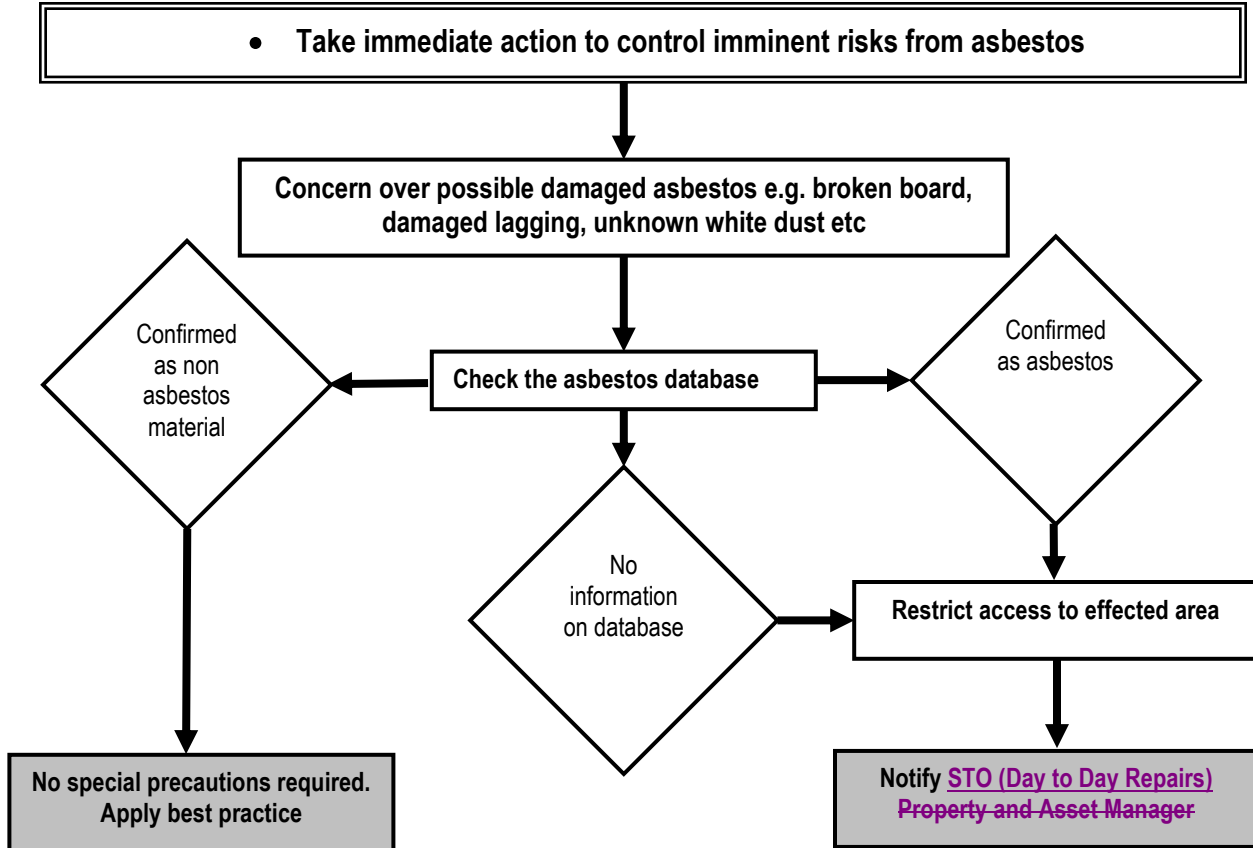 • Take immediate action to control imminent risks from asbestos
Concern over possible damaged asbestos e.g. broken board,
damaged lagging, unknown white dust etc
Confirmed
as non
asbestos
material
Check the asbestos database
Confirmed
as asbestos
No
information
on database
Restrict access to effected area
No special precautions required.
Apply best practice
Notify STO (Day to Day Repairs)
Property and Asset Manager